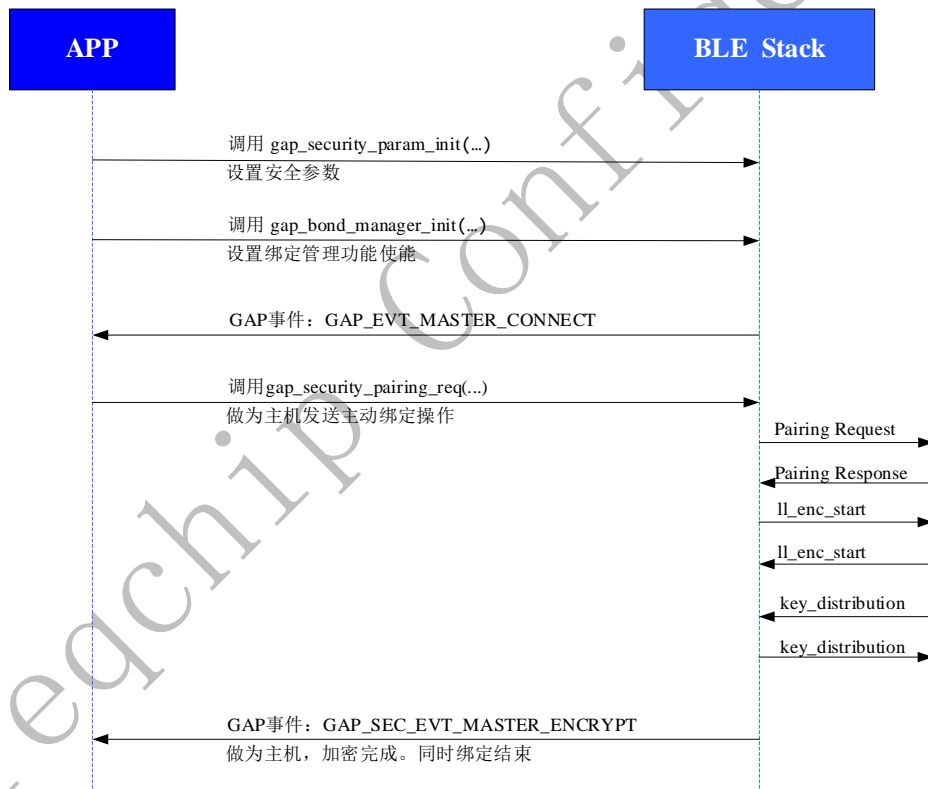 APP
BLE Stack
调用 gap_security_param_init(…)
设置安全参数
调用 gap_bond_manager_init(…)
设置绑定管理功能使能
GAP事件：GAP_EVT_MASTER_CONNECT
调用gap_security_pairing_req(...)
做为主机发送主动绑定操作
Pairing Request
Pairing Response
ll_enc_start
ll_enc_start
key_distribution
key_distribution
GAP事件：GAP_SEC_EVT_MASTER_ENCRYPT
做为主机，加密完成。同时绑定结束
eqchip Confi